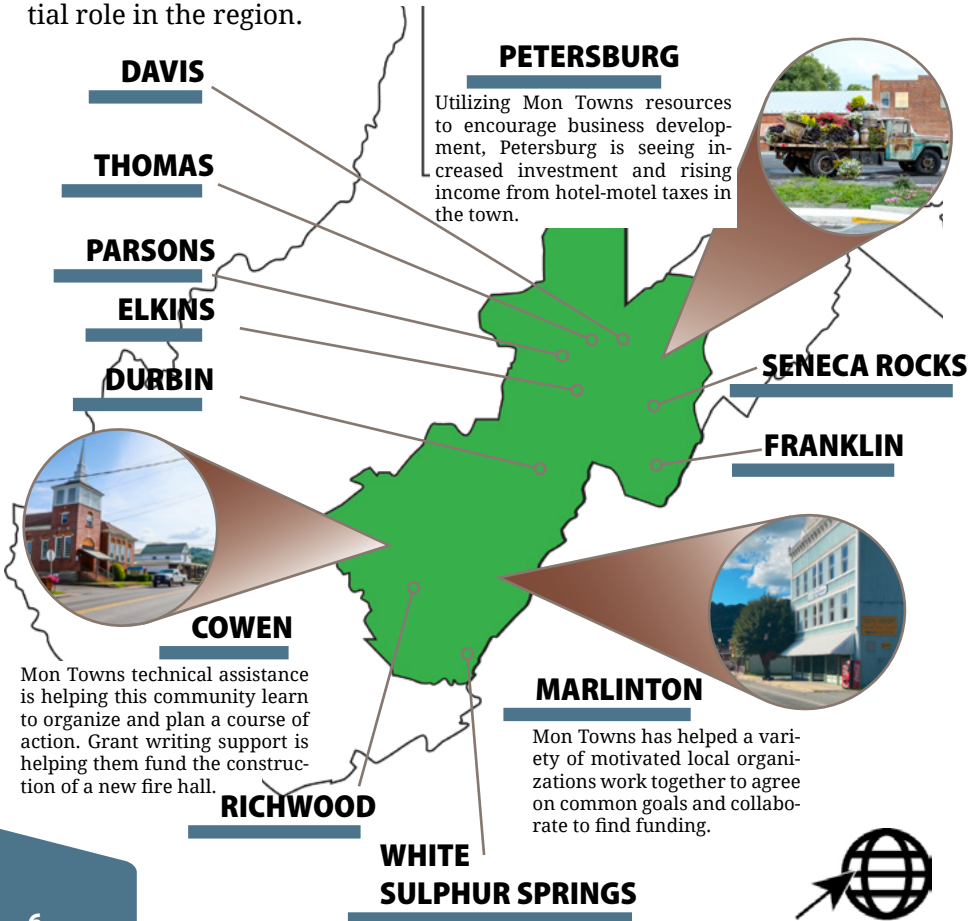 tial role in the region.
DAVIS
THOMAS
PARSONS
ELKINS
DURBIN
PETERSBURG
Utilizing Mon Towns resources
to encourage business develop-
ment, Petersburg is seeing in-
creased investment and rising
income from hotel-motel taxes in
the town.
SENECA ROCKS
FRANKLIN
COWEN
Mon Towns technical assistance
is helping this community learn
to organize and plan a course of
action. Grant writing support is
helping them fund the construc-
tion of a new fire hall.
MARLINTON
Mon Towns has helped a vari-
ety of motivated local organi-
zations work together to agree
on common goals and collabo-
rate to find funding.
RICHWOOD
WHITE
SULPHUR SPRINGS
6